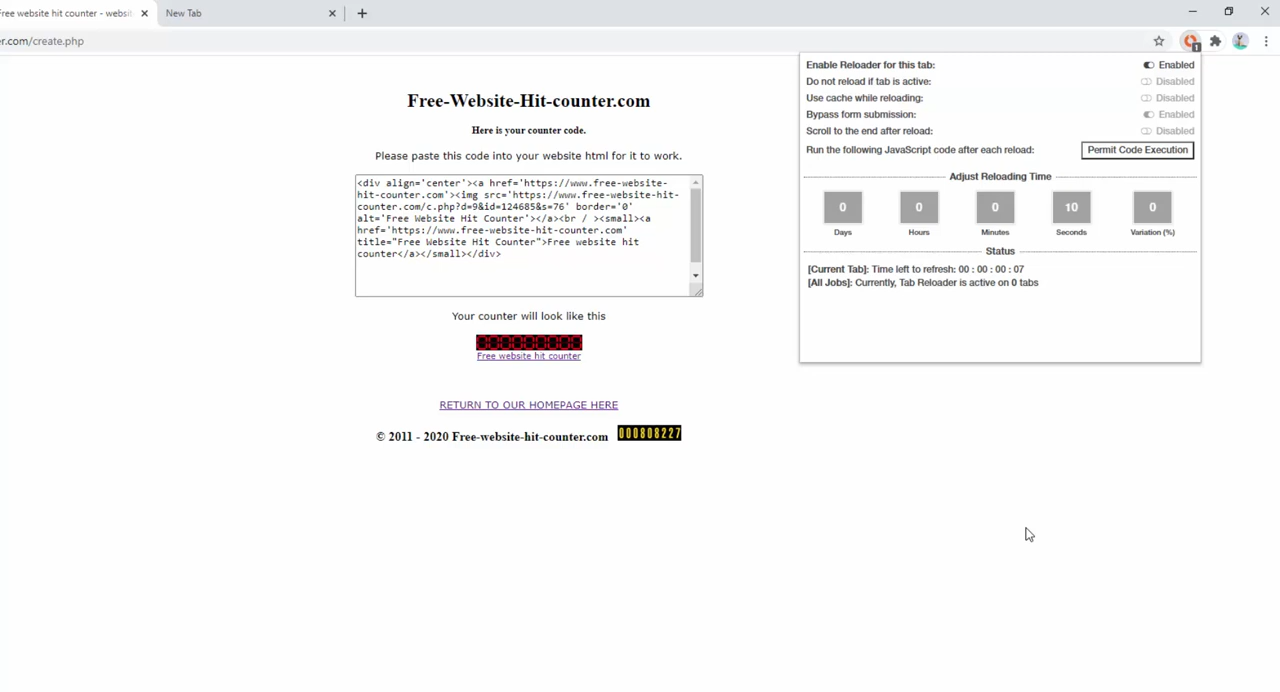 Free website hit counter - websit
New Tab
er.com/create.php
1
Free-Website-Hit-counter.com
Here is your counter code.
Please paste this code into your website html for it to work.
<div align='center'><a href='https://www.free-website-
hit-counter.com'><img src='https://www.free-website-hit-
counter.com/c.php?d=9&id=124685&s=76' border='0'
alt='Free Website Hit Counter'></a><br / ><small><a
href='https://www.free-website-hit-counter.com'
title="Free Website Hit Counter">Free website hit
counter</a></small></div>
Your counter will look like this
000000000
Free website hit counter
RETURN TO OUR HOMEPAGE HERE
© 2011 - 2020 Free-website-hit-counter.com 000808227
Enable Reloader for this tab: Enabled
Do not reload if tab is active: Disabled
Use cache while reloading: Disabled
Bypass form submission: Enabled
Scroll to the end after reload: Disabled
Run the following JavaScript code after each reload: Permit Code Execution
Adjust Reloading Time
0 0 0 10 0
Days Hours Minutes Seconds Variation (%)
Status
[Current Tab]: Time left to refresh: 00 : 00 : 00 : 07
[All Jobs]: Currently, Tab Reloader is active on 0 tabs